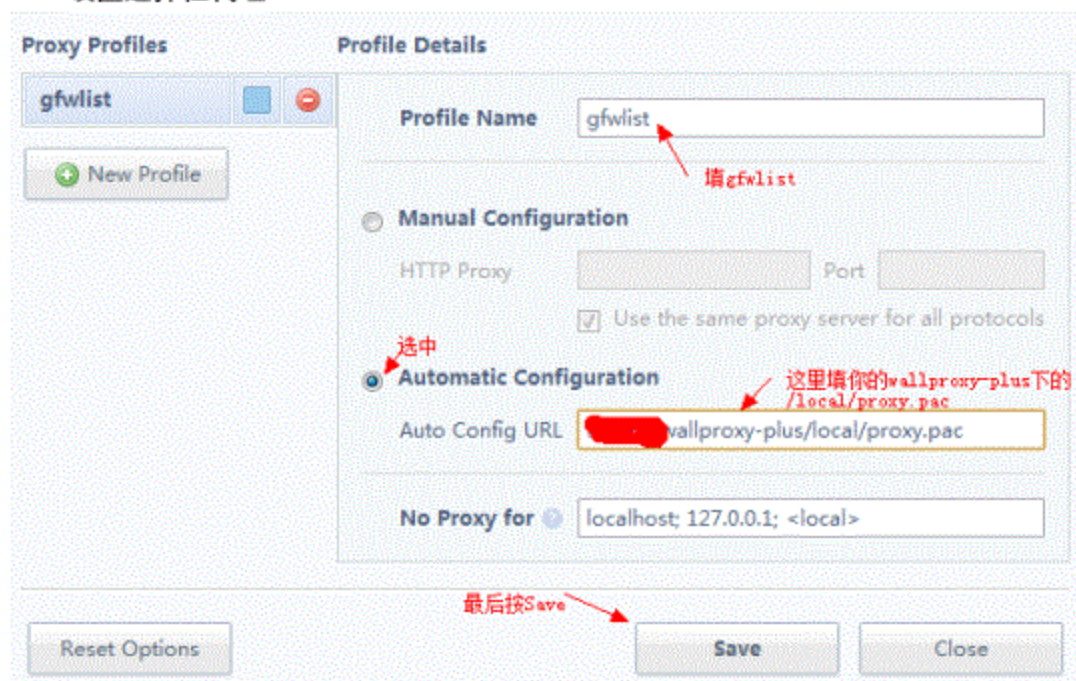 Proxy Profiles
Profile Details
gfwlist
New Profile
Profile Name
gfwlist
填gfwlist
Manual Configuration
HTTP Proxy
Port
Use the same proxy server for all protocols
选中
Automatic Configuration
这里填你的wallproxy-plus下的
/local/proxy.pac
Auto Config URL
wallproxy-plus/local/proxy.pac
No Proxy for
localhost; 127.0.0.1; <local>
最后按Save
Reset Options
Save
Close